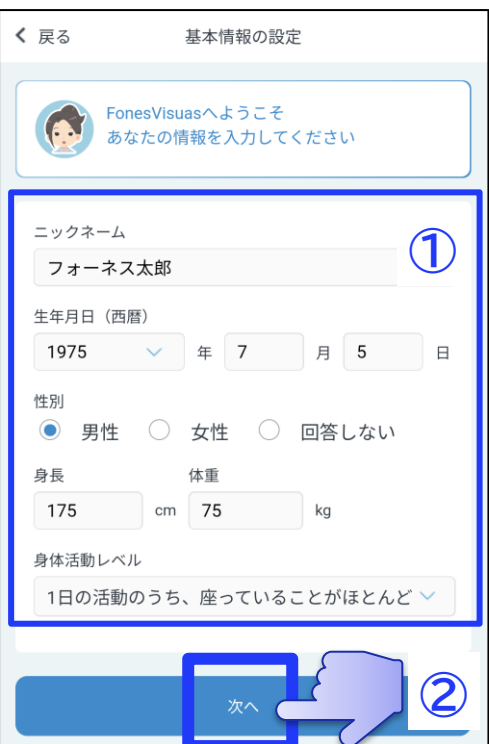 戻る 基本情報の設定
FonesVisuasへようこそ
あなたの情報を入力してください
①
ニックネーム
フォーネス太郎
生年月日（西暦）
1975 年 7 月 5 日
性別
男性 女性 回答しない
身長 体重
175 cm 75 kg
身体活動レベル
1日の活動のうち、座っていることがほとんど
次へ
②